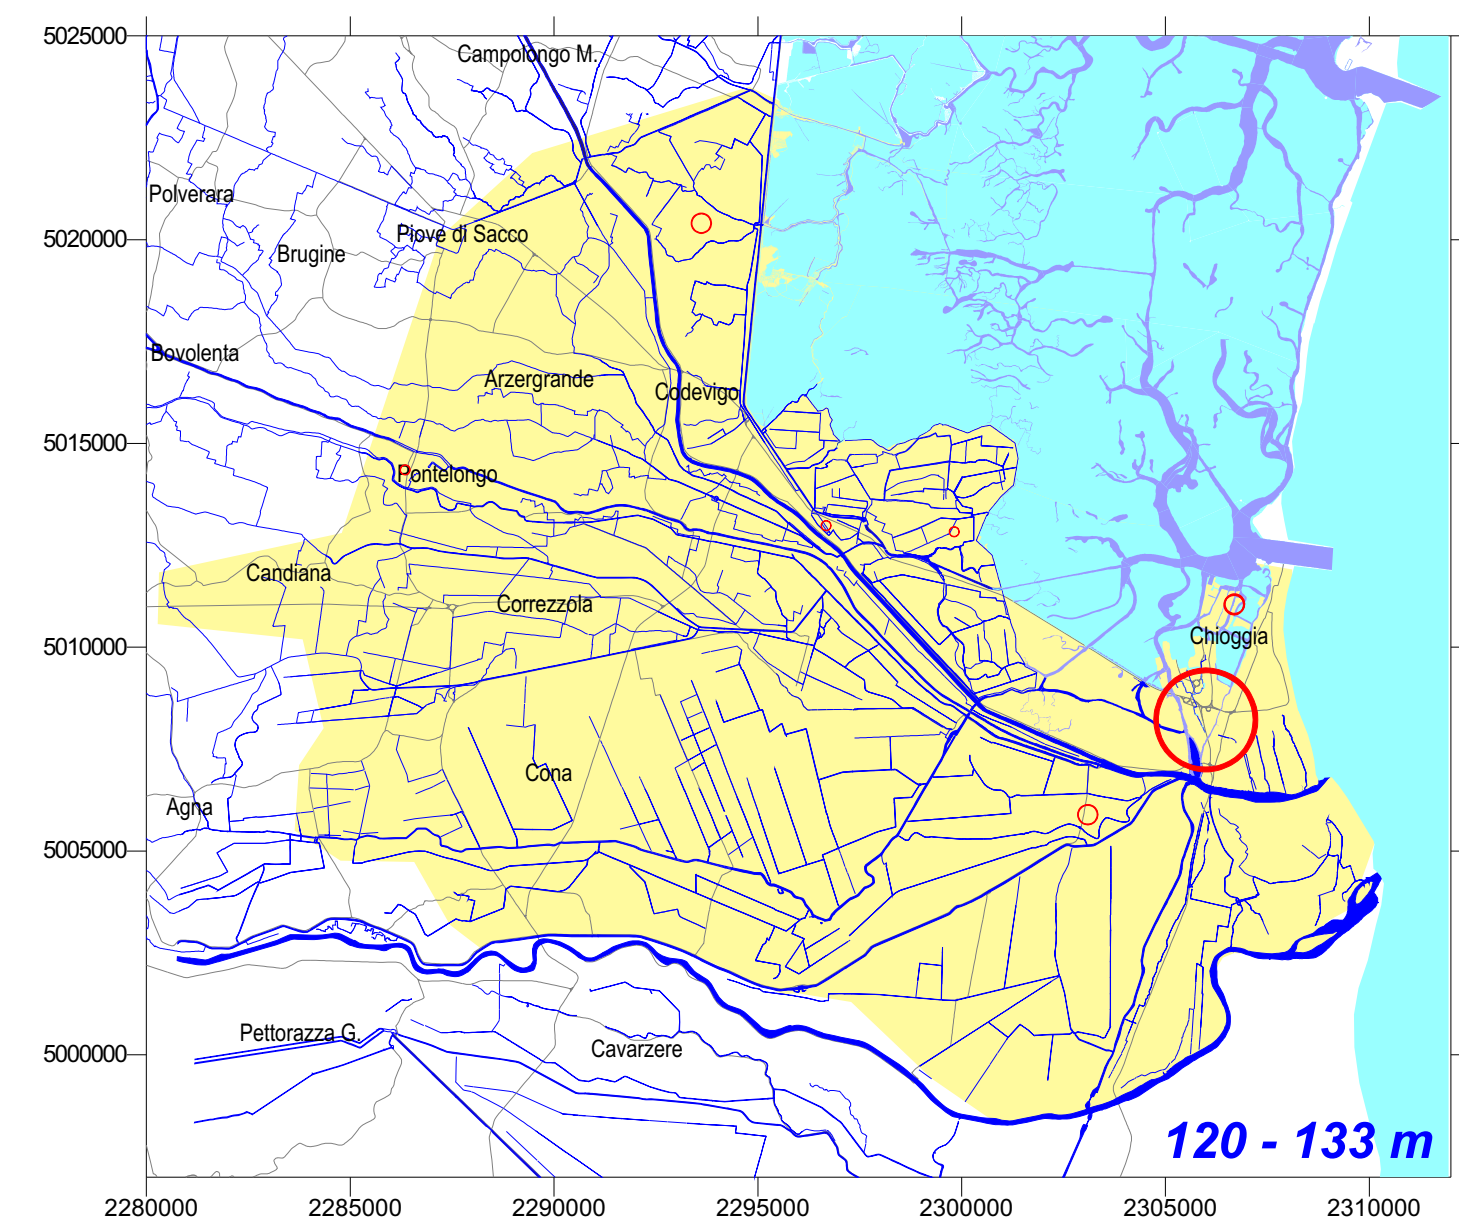 5025000
Campolongo M.
Polverara
5020000
Piove di Sacco
Brugine
Bovolenta
Arzergrande
Codevigo
5015000
Pontelongo
Candiana
Correzzola
5010000
Chioggia
Cona
Agna
5005000
Pettorazza G.
Cavarzere
5000000
120 - 133 m
2280000 2285000 2290000 2295000 2300000 2305000 2310000